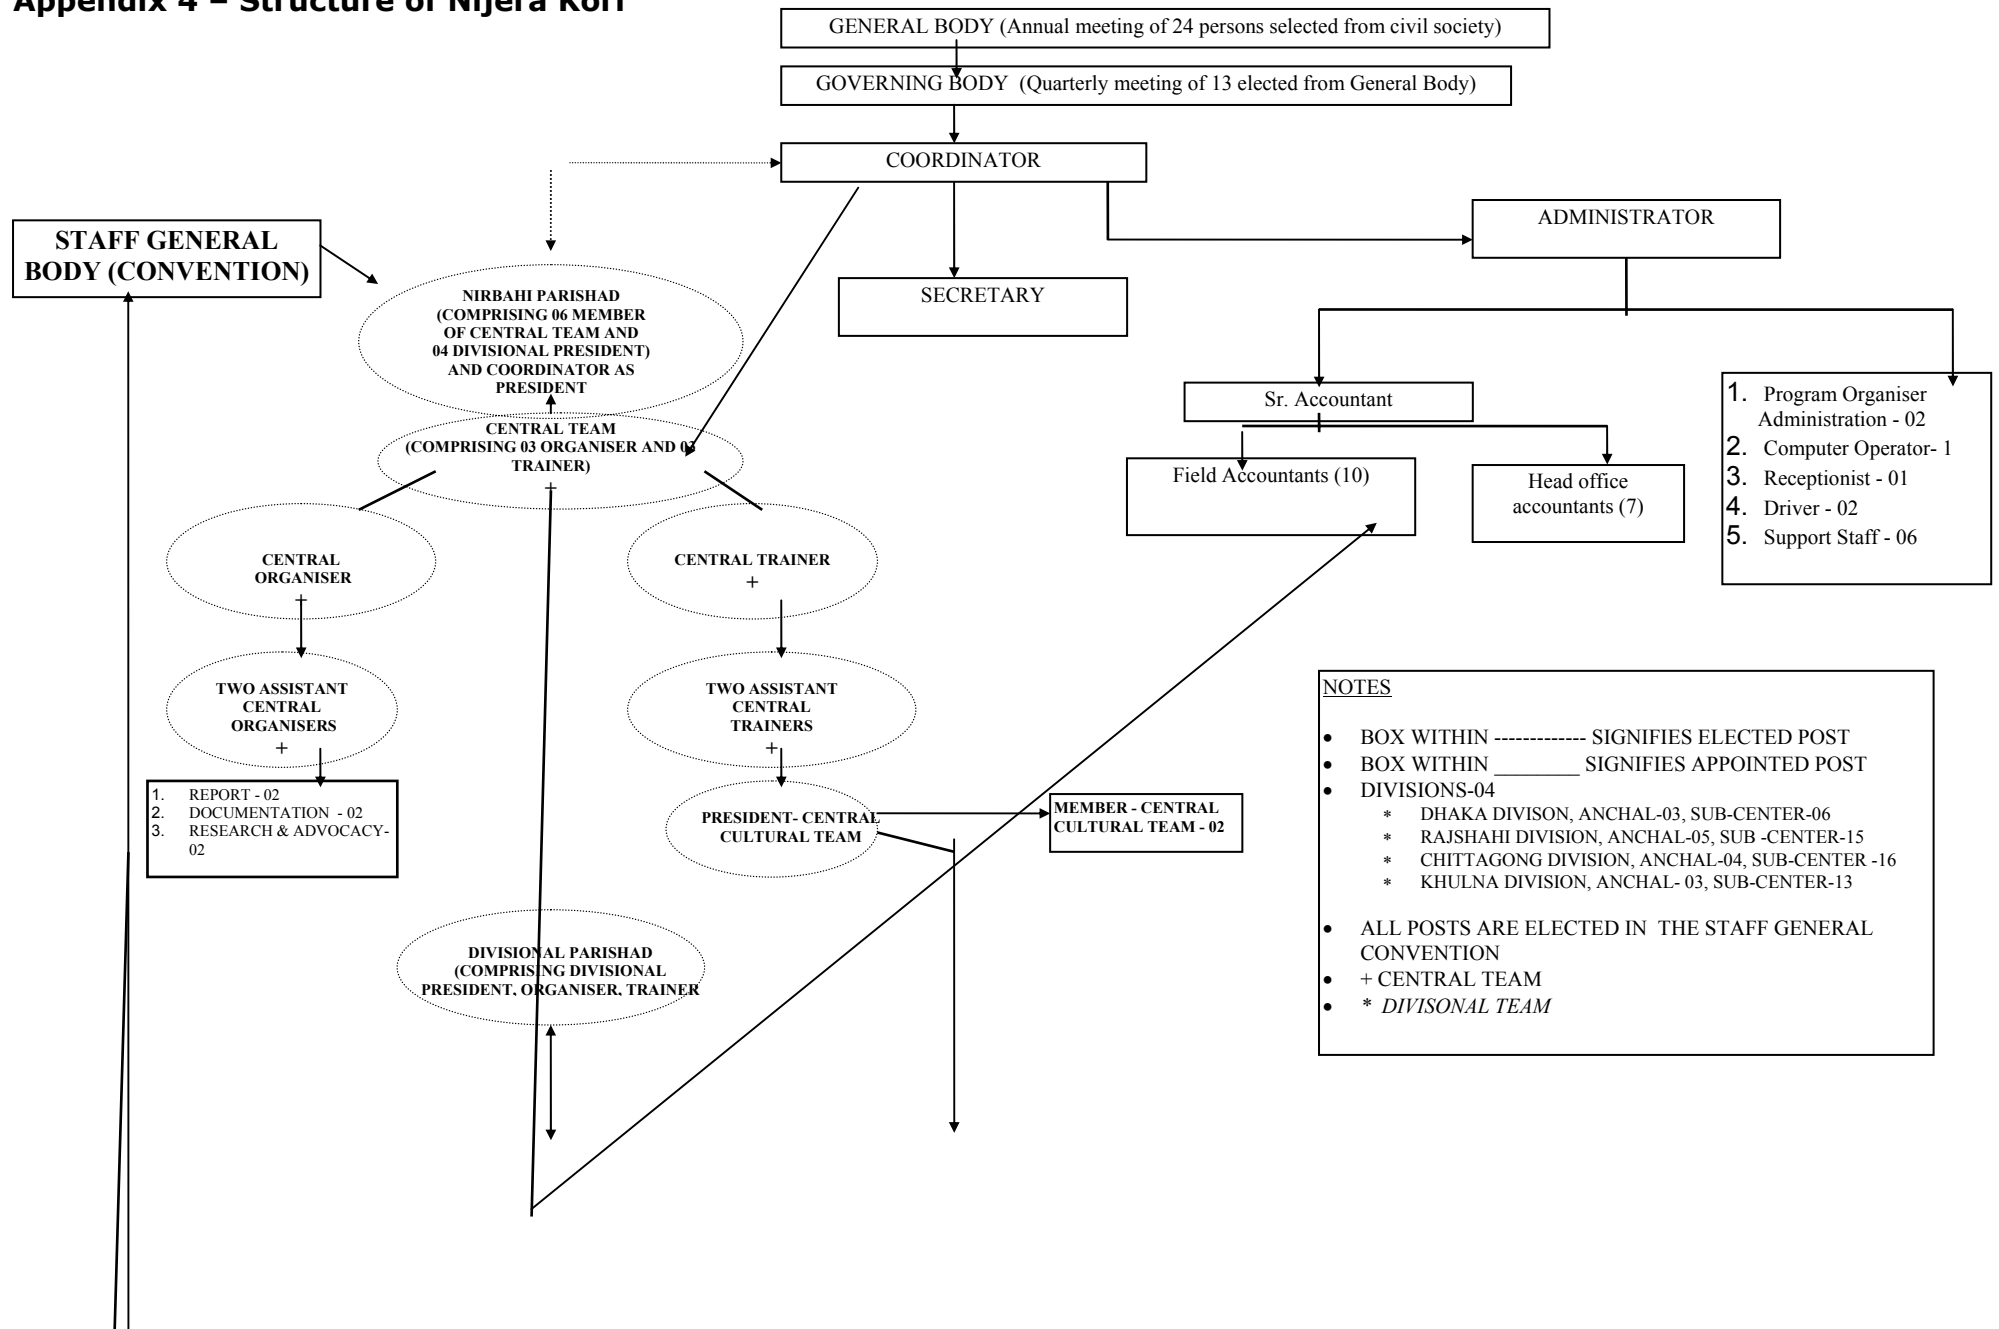 Appendix 4 – Structure of Nijera Kori
GENERAL BODY (Annual meeting of 24 persons selected from civil society)
GOVERNING BODY (Quarterly meeting of 13 elected from General Body)
COORDINATOR
ADMINISTRATOR
STAFF GENERAL
BODY (CONVENTION)
SECRETARY
NIRBAHI PARISHAD
(COMPRISING 06 MEMBER
OF CENTRAL TEAM AND
04 DIVISIONAL PRESIDENT)
AND COORDINATOR AS
PRESIDENT
Sr. Accountant
1. Program Organiser
Administration - 02
2. Computer Operator- 1
3. Receptionist - 01
4. Driver - 02
5. Support Staff - 06
CENTRAL TEAM
(COMPRISING 03 ORGANISER AND 03
TRAINER)
+
Field Accountants (10)
Head office
accountants (7)
CENTRAL
ORGANISER
+
CENTRAL TRAINER
+
TWO ASSISTANT
CENTRAL
ORGANISERS
+
TWO ASSISTANT
CENTRAL
TRAINERS
+
1. REPORT - 02
2. DOCUMENTATION - 02
3. RESEARCH & ADVOCACY-
02
PRESIDENT- CENTRAL
CULTURAL TEAM
MEMBER - CENTRAL
CULTURAL TEAM - 02
DIVISIONAL PARISHAD
(COMPRISING DIVISIONAL
PRESIDENT, ORGANISER, TRAINER
NOTES
• BOX WITHIN ------------- SIGNIFIES ELECTED POST
• BOX WITHIN ________ SIGNIFIES APPOINTED POST
• DIVISIONS-04
* DHAKA DIVISON, ANCHAL-03, SUB-CENTER-06
* RAJSHAHI DIVISION, ANCHAL-05, SUB -CENTER-15
* CHITTAGONG DIVISION, ANCHAL-04, SUB-CENTER -16
* KHULNA DIVISION, ANCHAL- 03, SUB-CENTER-13
• ALL POSTS ARE ELECTED IN THE STAFF GENERAL
CONVENTION
• + CENTRAL TEAM
• * DIVISONAL TEAM